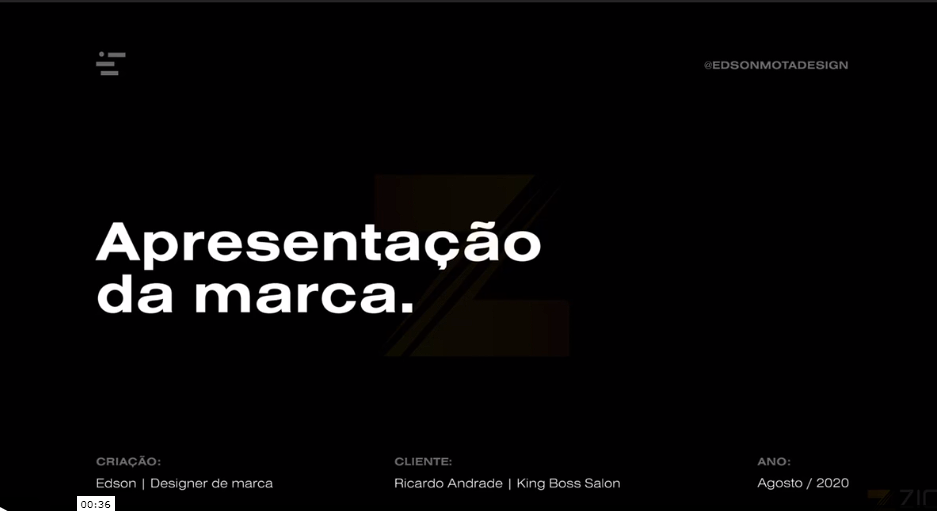 @EDSONMOTADESIGN
Apresentação
da marca.
CRIAÇÃO:
Edson | Designer de marca
CLIENTE:
Ricardo Andrade | King Boss Salon
ANO:
Agosto / 2020
00:36